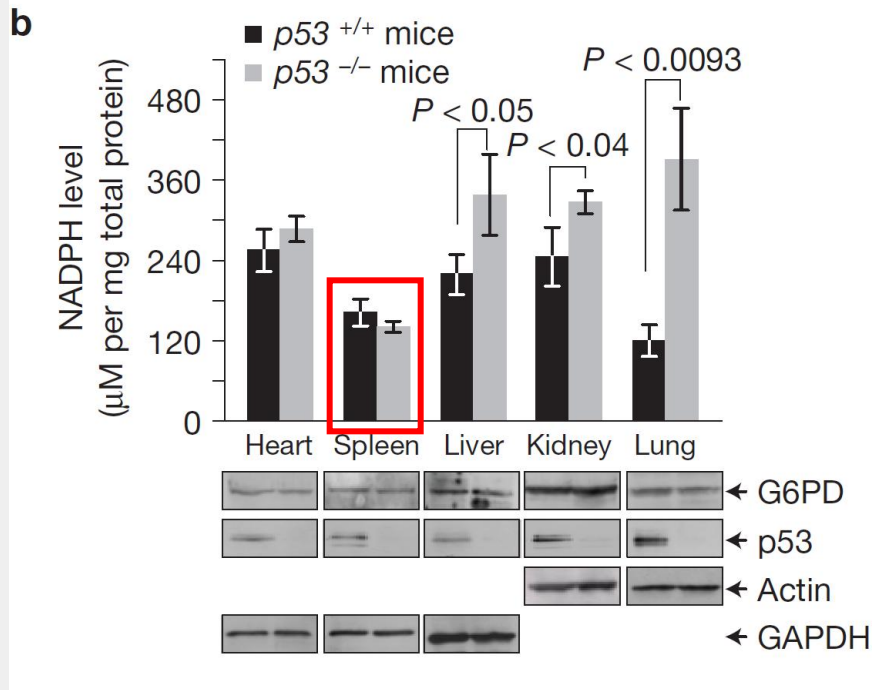 b
p53 +/+ mice
p53 −/− mice
P < 0.05
P < 0.04
P < 0.0093
NADPH level
(μM per mg total protein)
480
360
240
120
0
Heart Spleen Liver Kidney Lung
G6PD
p53
Actin
GAPDH